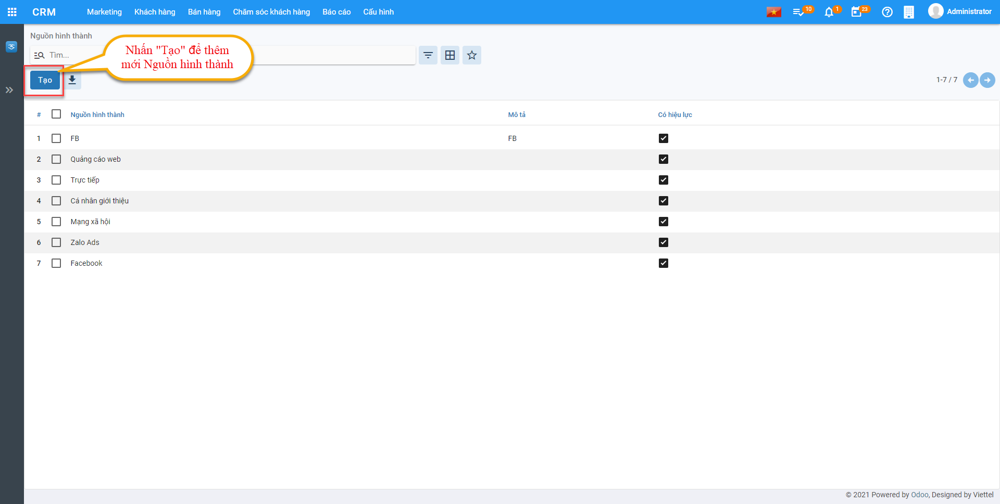 CRM Marketing Khách hàng Bán hàng Chăm sóc khách hàng Báo cáo Cấu hình 10 1 23 Administrator
Nguồn hình thành
Tìm...
Nhấn "Tạo" để thêm
mới Nguồn hình thành
Tạo
1-7 / 7
# Nguồn hình thành Mô tả Có hiệu lực
1 FB FB
2 Quảng cáo web
3 Trực tiếp
4 Cá nhân giới thiệu
5 Mạng xã hội
6 Zalo Ads
7 Facebook
© 2021 Powered by Odoo, Designed by Viettel